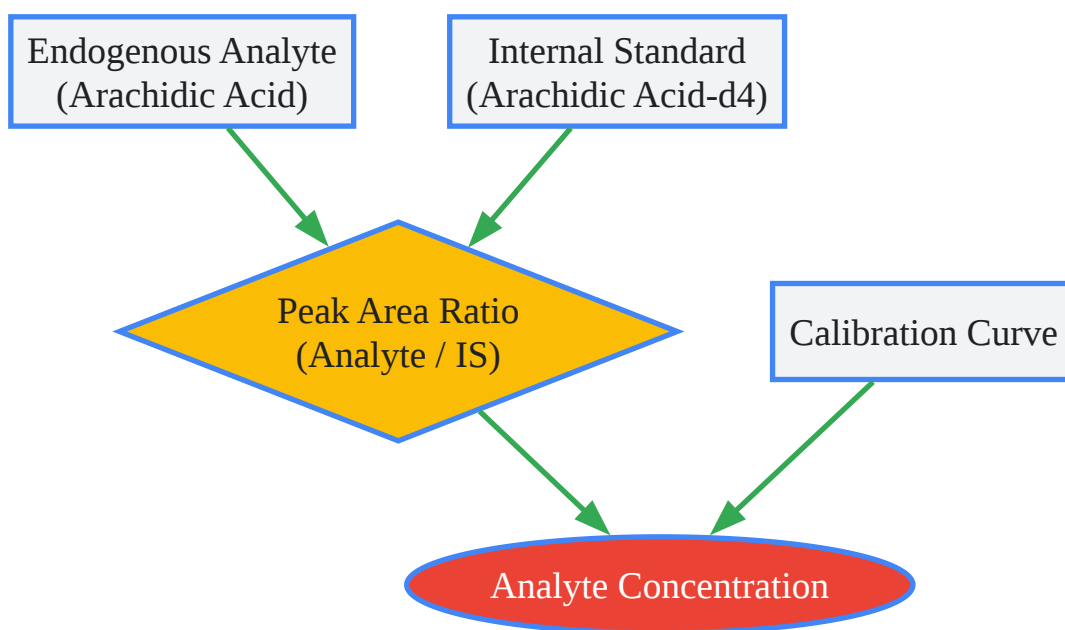 Endogenous Analyte
(Arachidic Acid)
Internal Standard
(Arachidic Acid-d4)
Peak Area Ratio
(Analyte / IS)
Calibration Curve
Analyte Concentration